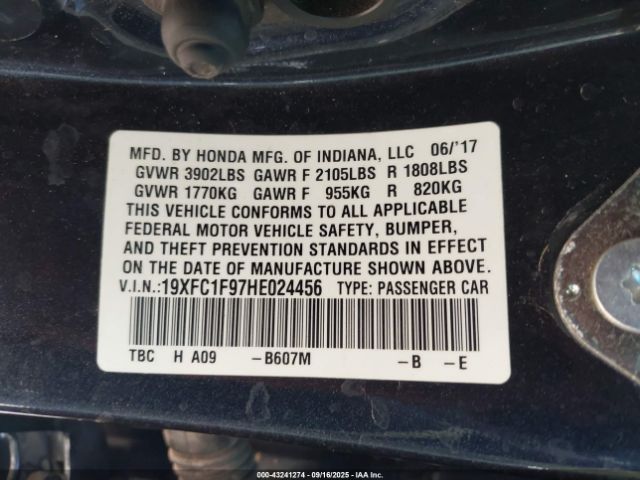 MFD. BY HONDA MFG. OF INDIANA, LLC 06/'17
GVWR 3902LBS GAWR F 2105LBS R 1808LBS
GVWR 1770KG GAWR F 955KG R 820KG
THIS VEHICLE CONFORMS TO ALL APPLICABLE
FEDERAL MOTOR VEHICLE SAFETY, BUMPER,
AND THEFT PREVENTION STANDARDS IN EFFECT
ON THE DATE OF MANUFACTURE SHOWN ABOVE.
V.I.N.:19XFC1F97HE024456 TYPE: PASSENGER CAR
TBC H A09 -B607M -B -E
000-43241274 - 09/16/2025 - IAA Inc.